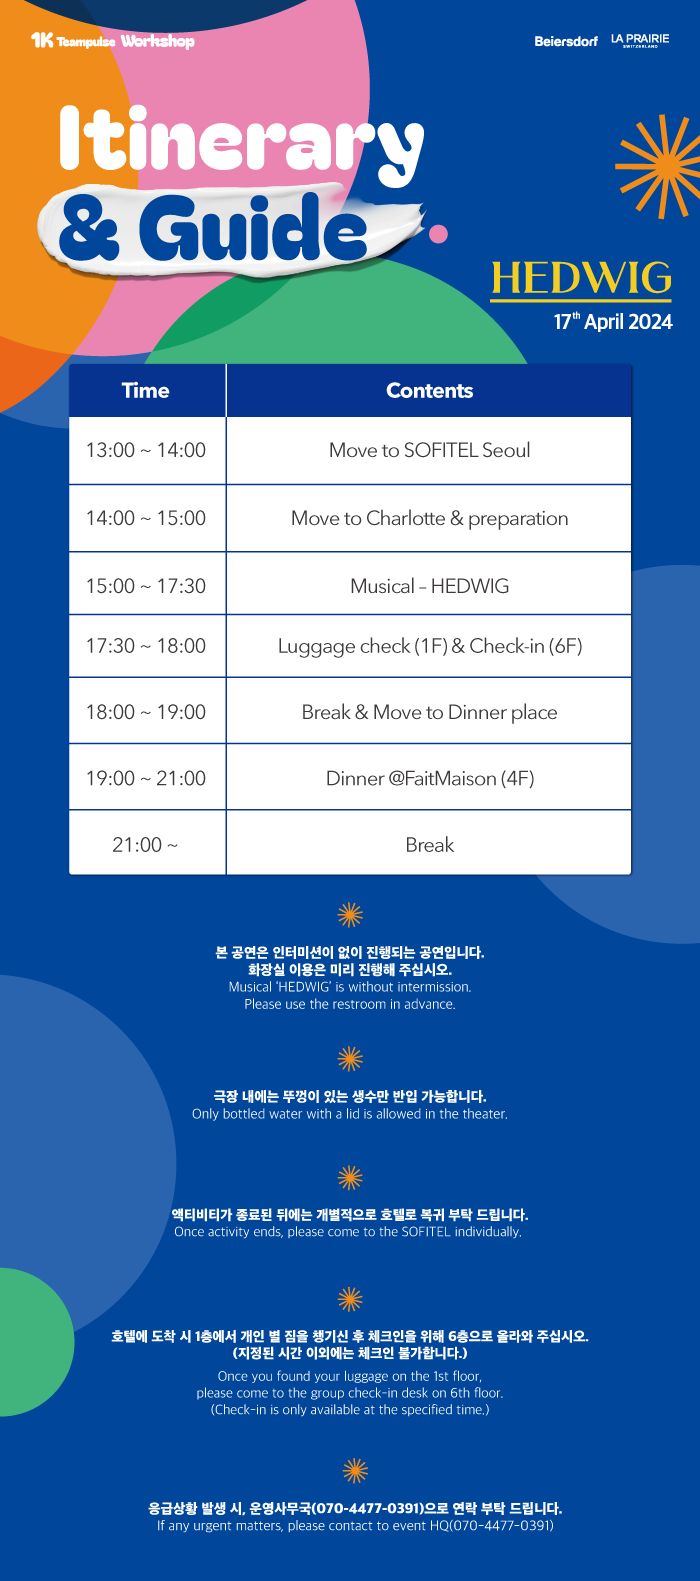 1K Teampulse Workshop
Beiersdorf LA PRAIRIE
SWITZERLAND
Itinerary
& Guide
HEDWIG
17th April 2024
Time Contents
13:00 ~ 14:00 Move to SOFITEL Seoul
14:00 ~ 15:00 Move to Charlotte & preparation
15:00 ~ 17:30 Musical – HEDWIG
17:30 ~ 18:00 Luggage check (1F) & Check-in (6F)
18:00 ~ 19:00 Break & Move to Dinner place
19:00 ~ 21:00 Dinner @FaitMaison (4F)
21:00 ~ Break
본 공연은 인터미션이 없이 진행되는 공연입니다.
화장실 이용은 미리 진행해 주십시오.
Musical ‘HEDWIG’ is without intermission.
Please use the restroom in advance.
극장 내에는 뚜껑이 있는 생수만 반입 가능합니다.
Only bottled water with a lid is allowed in the theater.
액티비티가 종료된 뒤에는 개별적으로 호텔로 복귀 부탁 드립니다.
Once activity ends, please come to the SOFITEL individually.
호텔에 도착 시 1층에서 개인 별 짐을 챙기신 후 체크인을 위해 6층으로 올라와 주십시오.
(지정된 시간 이외에는 체크인 불가합니다.)
Once you found your luggage on the 1st floor,
please come to the group check-in desk on 6th floor.
(Check-in is only available at the specified time.)
응급상황 발생 시, 운영사무국(070-4477-0391)으로 연락 부탁 드립니다.
If any urgent matters, please contact to event HQ(070-4477-0391)